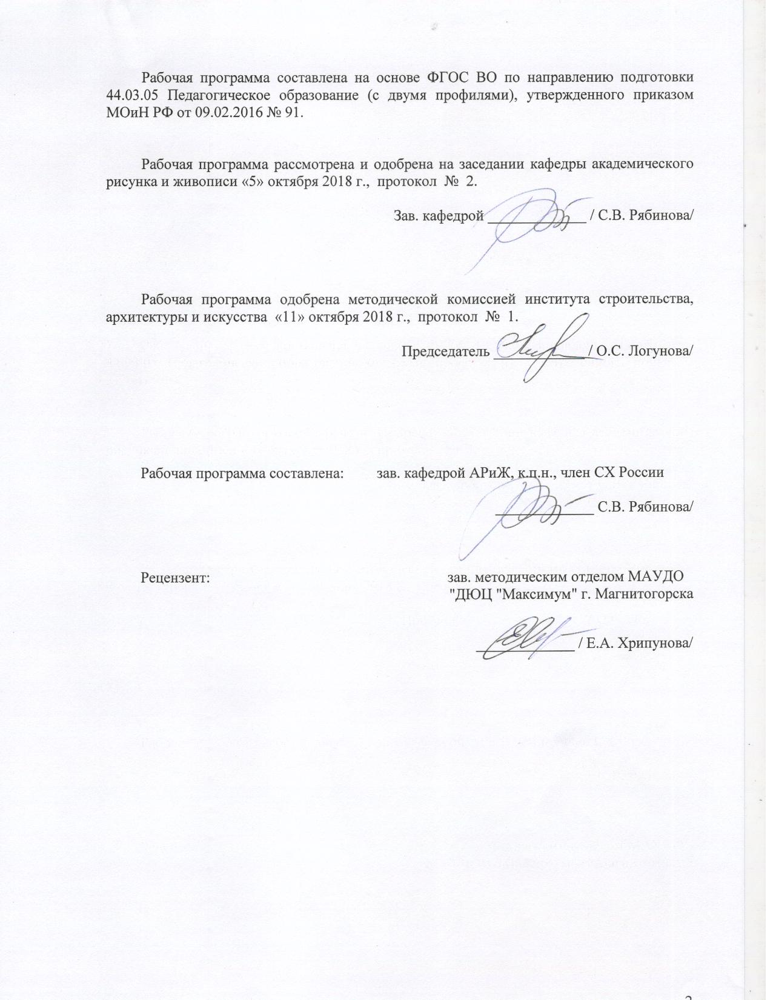 Рабочая программа составлена на основе ФГОС ВО по направлению подготовки
44.03.05 Педагогическое образование (с двумя профилями), утвержденного приказом
МОиН РФ от 09.02.2016 № 91.
Рабочая программа рассмотрена и одобрена на заседании кафедры академического
рисунка и живописи «5» октября 2018 г., протокол № 2.
Зав. кафедрой _____________ / С.В. Рябинова/
Рабочая программа одобрена методической комиссией института строительства,
архитектуры и искусства «11» октября 2018 г., протокол № 1.
Председатель ____________ / О.С. Логунова/
Рабочая программа составлена: зав. кафедрой АРиЖ, к.п.н., член СХ России
_____________ С.В. Рябинова/
Рецензент: зав. методическим отделом МАУДО
"ДЮЦ "Максимум" г. Магнитогорска
_____________ / Е.А. Хрипунова/